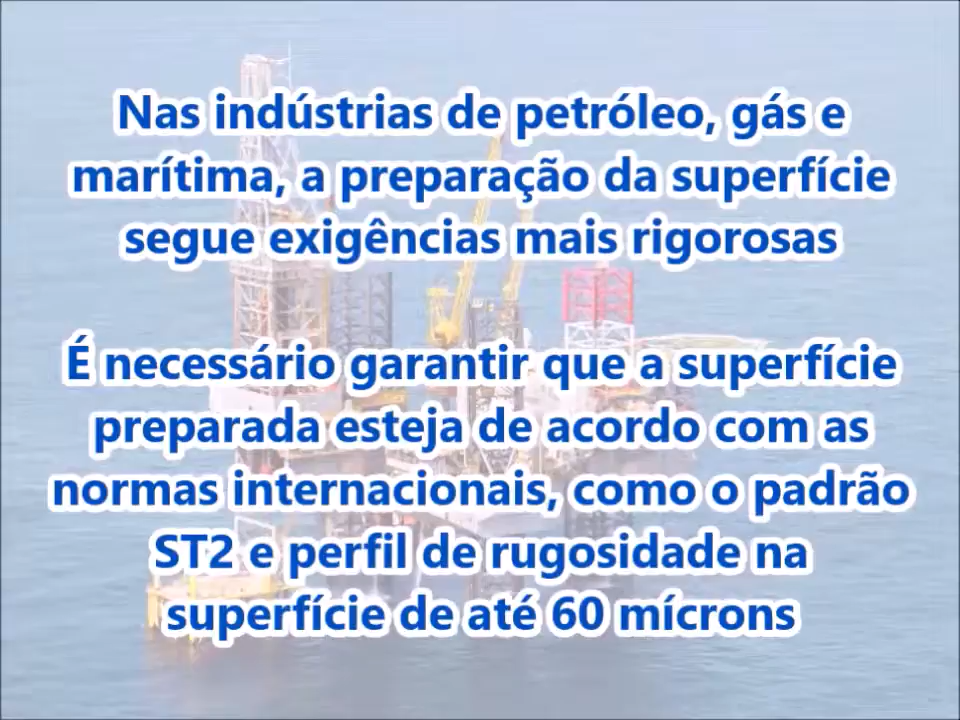 Nas indústrias de petróleo, gás e
marítima, a preparação da superfície
segue exigências mais rigorosas
É necessário garantir que a superfície
preparada esteja de acordo com as
normas internacionais, como o padrão
ST2 e perfil de rugosidade na
superfície de até 60 mícrons